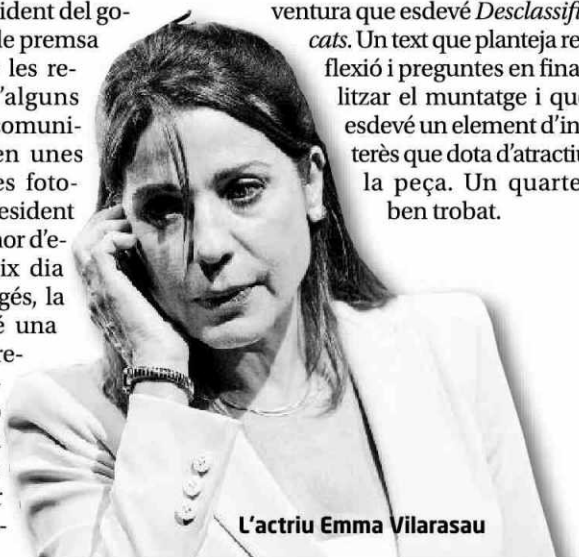 ident del go-
le premsa
les re-
'alguns
comuni-
en unes
es foto-
esident
nor d'e-
ix dia
gés, la
é una
re-
ventura que esdevé Desclassifi
cats. Un text que planteja re
flexió i preguntes en fina
litzar el muntatge i que
esdevé un element d'in
terès que dota d'atractiu
la peça. Un quarte
ben trobat.
L'actriu Emma Vilarasau